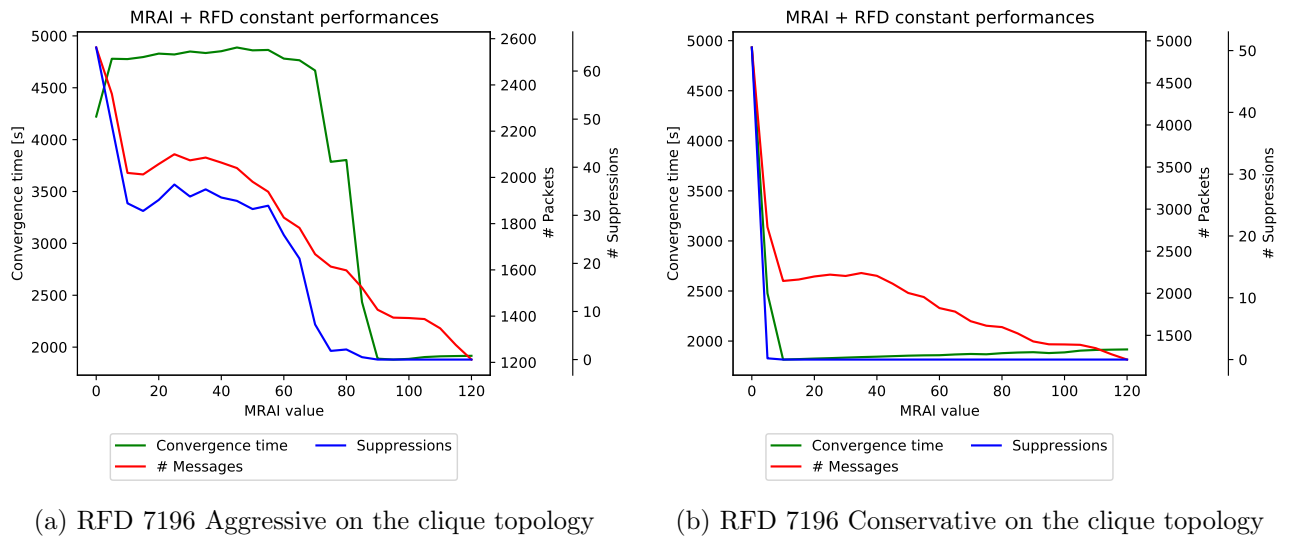 MRAI + RFD constant performances
Convergence time [s]
5000
4500
4000
3500
3000
2500
2000
2600
2400
2200
2000
1800
1600
1400
1200
# Packets
60
50
40
30
20
10
0
# Suppressions
0 20 40 60 80 100 120
MRAI value
Convergence time Suppressions
# Messages
(a) RFD 7196 Aggressive on the clique topology
MRAI + RFD constant performances
Convergence time [s]
5000
4500
4000
3500
3000
2500
2000
5000
4500
4000
3500
3000
2500
2000
1500
# Packets
50
40
30
20
10
0
# Suppressions
0 20 40 60 80 100 120
MRAI value
Convergence time Suppressions
# Messages
(b) RFD 7196 Conservative on the clique topology